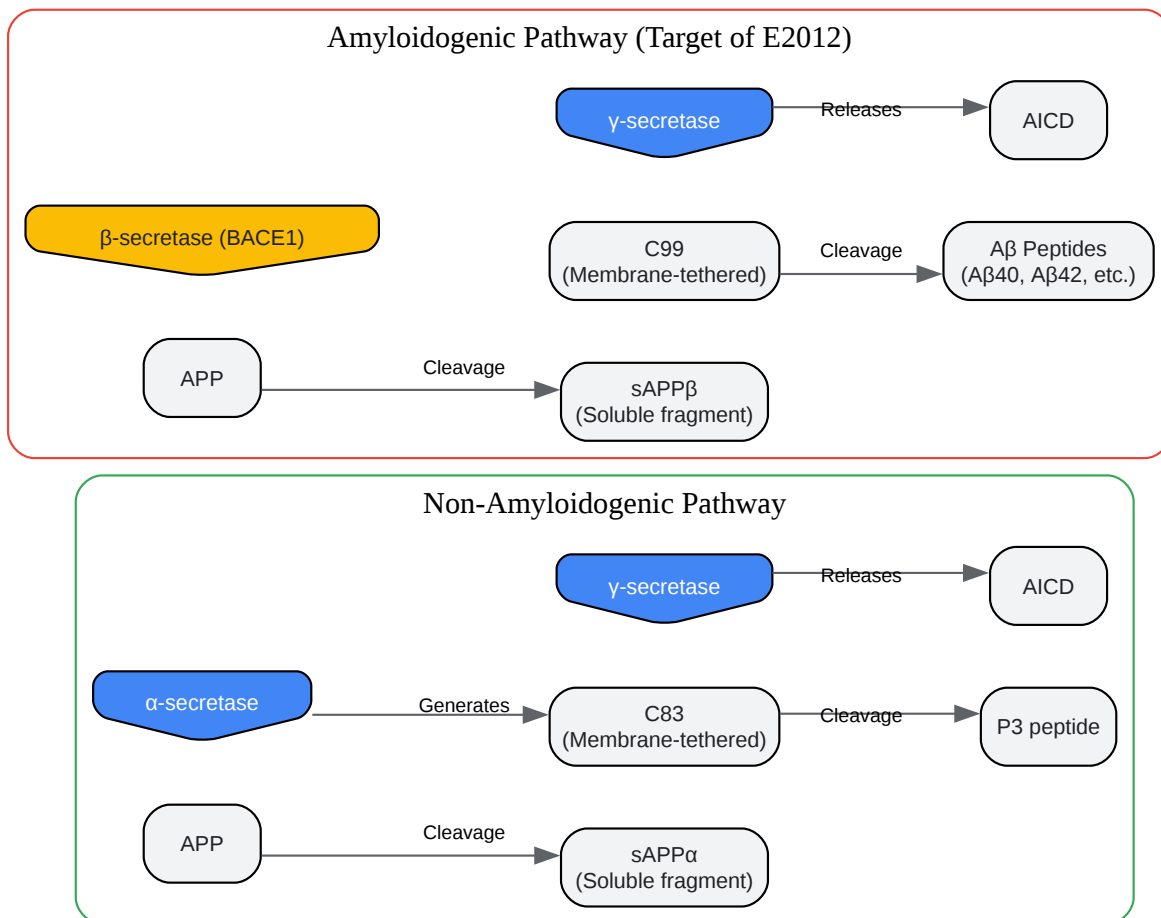 Amyloidogenic Pathway (Target of E2012)
γ-secretase
Releases
AICD
β-secretase (BACE1)
C99
(Membrane-tethered)
Cleavage
Aβ Peptides
(Aβ40, Aβ42, etc.)
APP
Cleavage
sAPPβ
(Soluble fragment)
Non-Amyloidogenic Pathway
γ-secretase
Releases
AICD
α-secretase
Generates
C83
(Membrane-tethered)
Cleavage
P3 peptide
APP
Cleavage
sAPPα
(Soluble fragment)